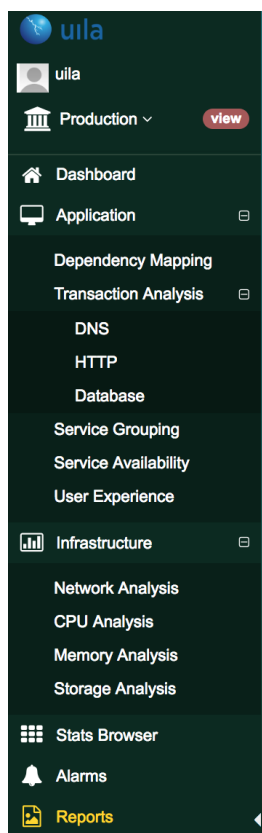 uila
uila
Production
view
Dashboard
Application
Dependency Mapping
Transaction Analysis
DNS
HTTP
Database
Service Grouping
Service Availability
User Experience
Infrastructure
Network Analysis
CPU Analysis
Memory Analysis
Storage Analysis
Stats Browser
Alarms
Reports